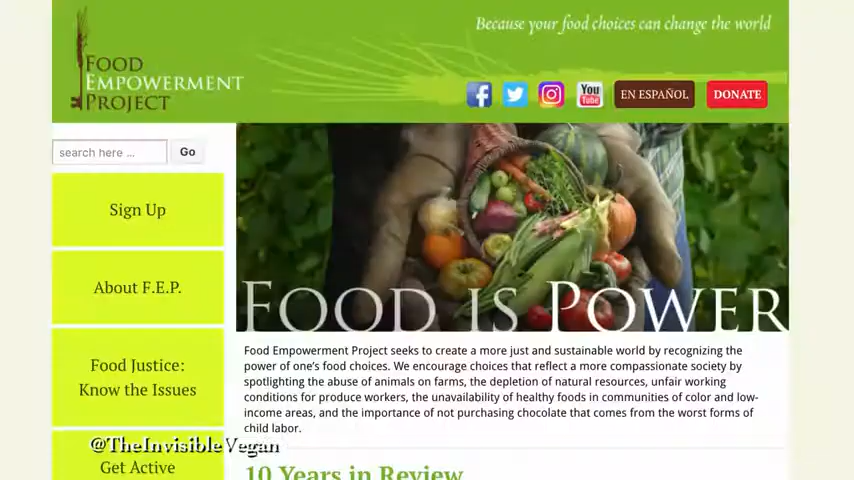 Because your food choices can change the world
FOOD
EMPOWERMENT
PROJECT
You
Tube
EN ESPAÑOL
DONATE
search here ...
Go
Sign Up
About F.E.P.
Food Justice:
Know the Issues
Get Active
FOOD IS POWER
Food Empowerment Project seeks to create a more just and sustainable world by recognizing the
power of one's food choices. We encourage choices that reflect a more compassionate society by
spotlighting the abuse of animals on farms, the depletion of natural resources, unfair working
conditions for produce workers, the unavailability of healthy foods in communities of color and low-
income areas, and the importance of not purchasing chocolate that comes from the worst forms of
child labor.
10 Years in Review
@TheInvisibleVegan